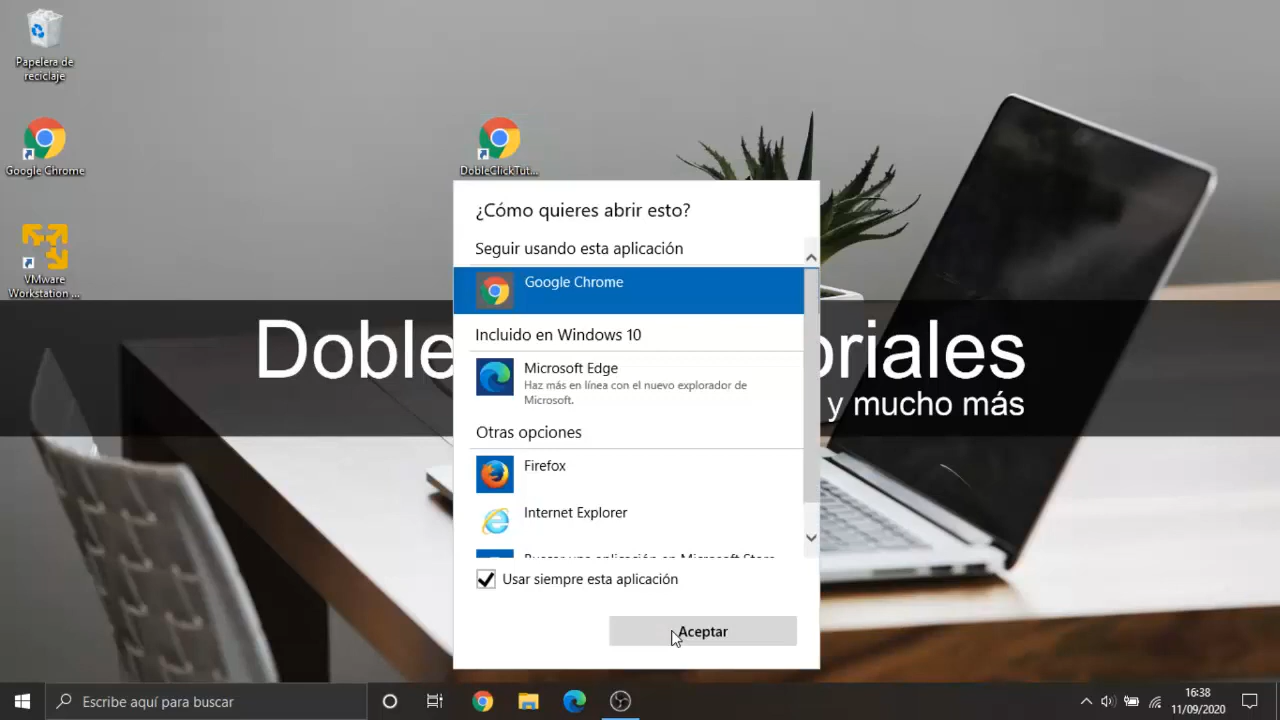 Papelera de
reciclaje
Google Chrome
VMware
Workstation ...
DobleClickTut...
Doble
oriales
y mucho más
¿Cómo quieres abrir esto?
Seguir usando esta aplicación
Google Chrome
Incluido en Windows 10
Microsoft Edge
Haz más en línea con el nuevo explorador de
Microsoft.
Otras opciones
Firefox
Internet Explorer
Buscar una aplicación en Microsoft Store
Usar siempre esta aplicación
Aceptar
Escribe aquí para buscar
16:38
11/09/2020